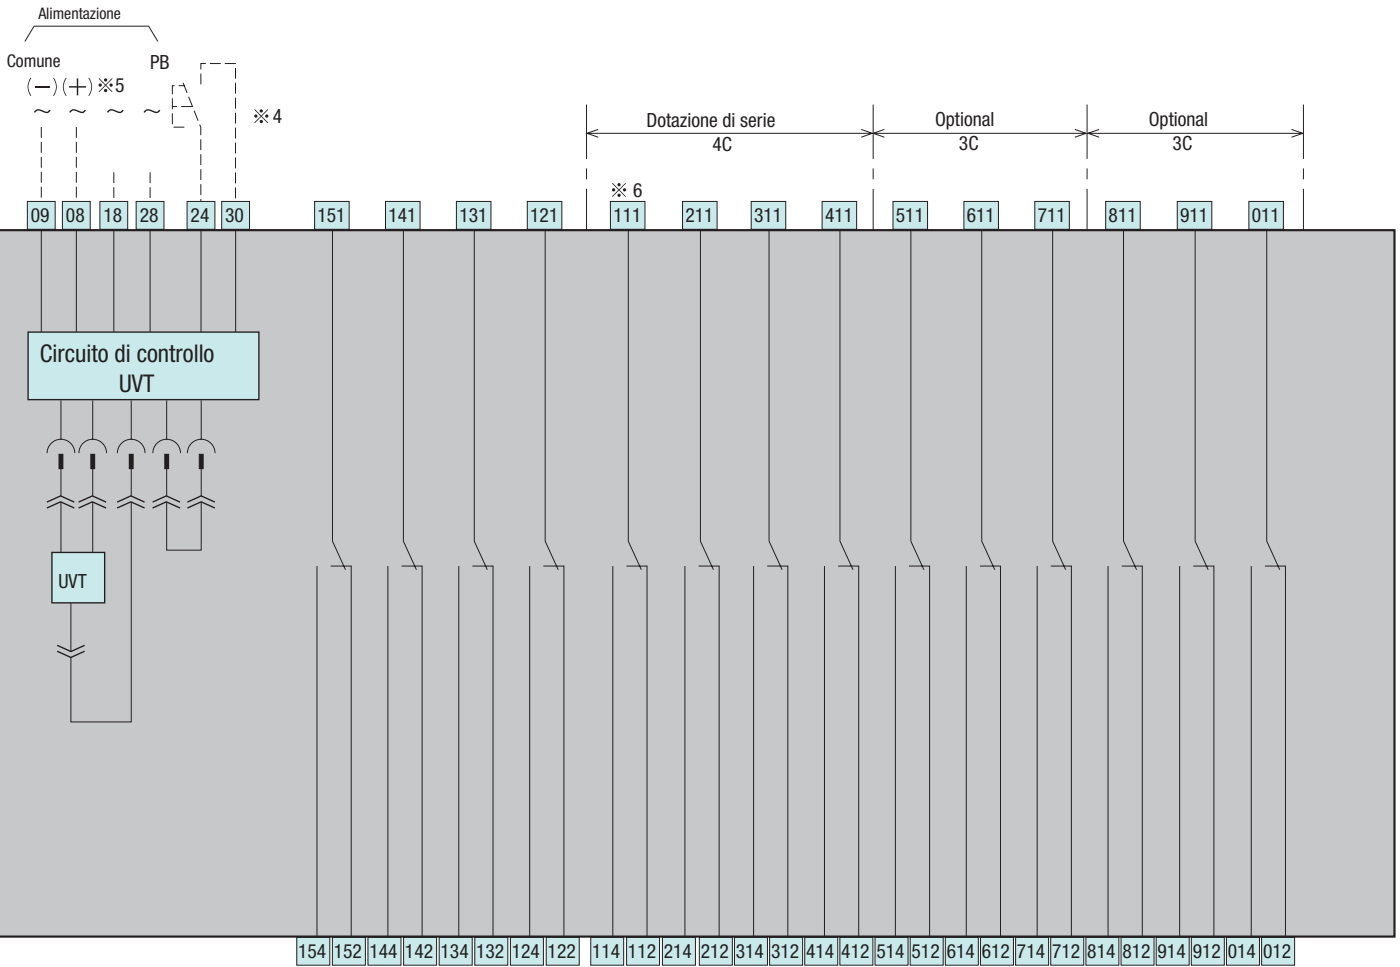 Alimentazione
Comune PB
(−) (+) ※5
~ ~ ~ ~
※4
Dotazione di serie Optional Optional
4C 3C 3C
※ 6
09 08 18 28 24 30 151 141 131 121 111 211 311 411 511 611 711 811 911 011
Circuito di controllo
UVT
UVT
154 152 144 142 134 132 124 122 114 112 214 212 314 312 414 412 514 512 614 612 714 712 814 812 914 912 014 012